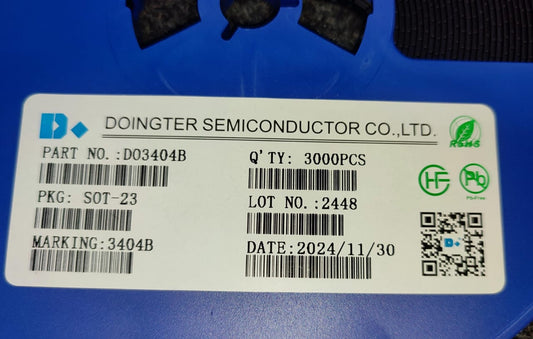 DOINGTER SEMICONDUCTOR CO.,LTD.
RoHS
PART NO.:DO3404B
Q'TY: 3000PCS
PKG: SOT-23
LOT NO.:2448
HF
Pb
Pb-Free
MARKING:3404B
DATE:2024/11/30